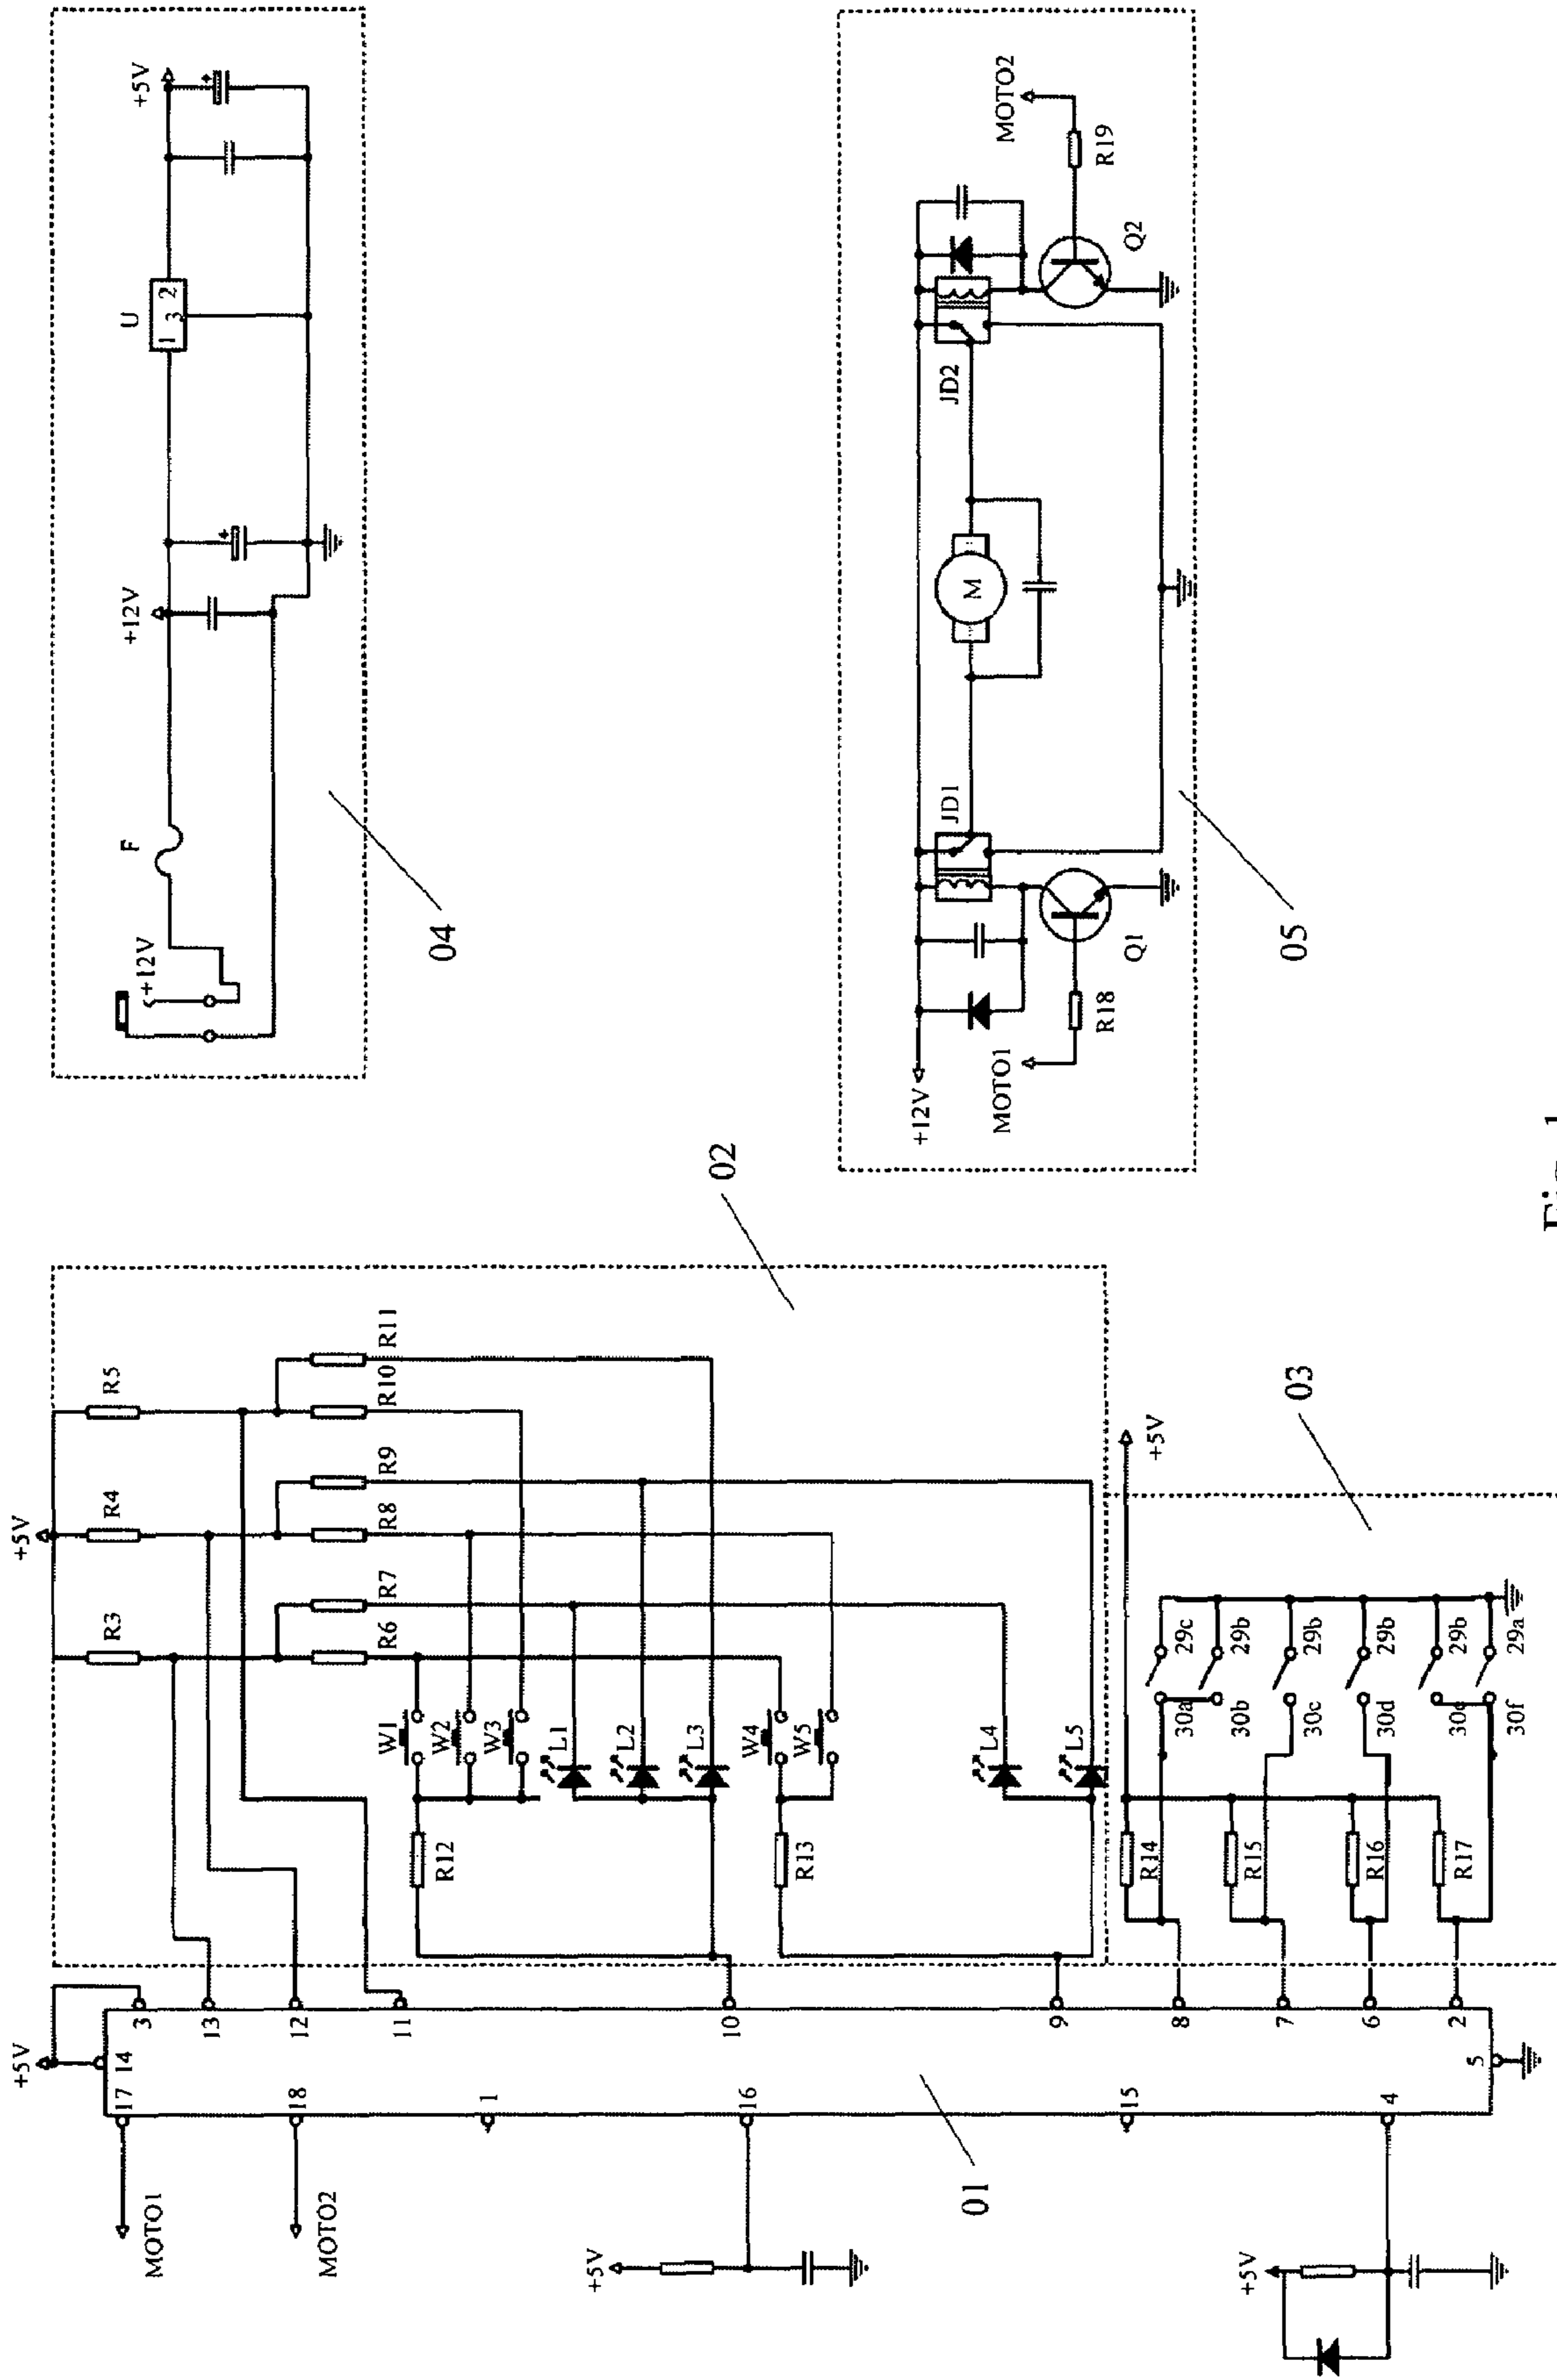 +5V
+5V
17
14
3
13
12
11
10
9
8
7
6
2
5
18
1
16
15
4
MOTO1
MOTO2
+5V
+5V
01
R3
R4
R5
R6
R7
R8
R9
R10
R11
W1
W2
W3
L1
L2
L3
W4
W5
L4
L5
R12
R13
02
+5V
R14
R15
R16
R17
30a
30b
30c
30d
30e
30f
29c
29b
29b
29b
29b
29a
03
+12V
F
+12V
U
1
3
2
+5V
04
+12V
MOTO1
R18
Q1
JD1
M
JD2
Q2
R19
MOTO2
05